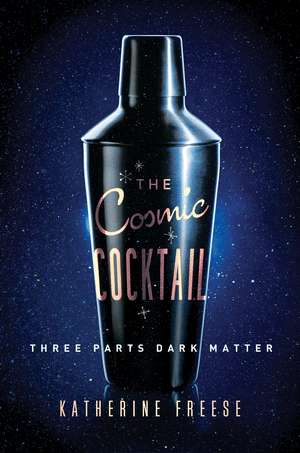 THE
Cosmic
COCKTAIL
THREE PARTS DARK MATTER
KATHERINE FREESE